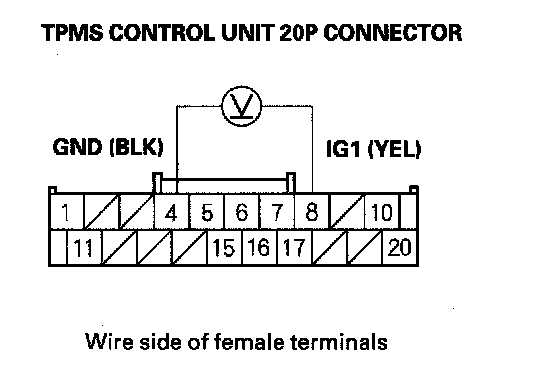 TPMS CONTROL UNIT 20P CONNECTOR
V
GND (BLK)
IG1 (YEL)
1 4 5 6 7 8 10
11 15 16 17 20
Wire side of female terminals